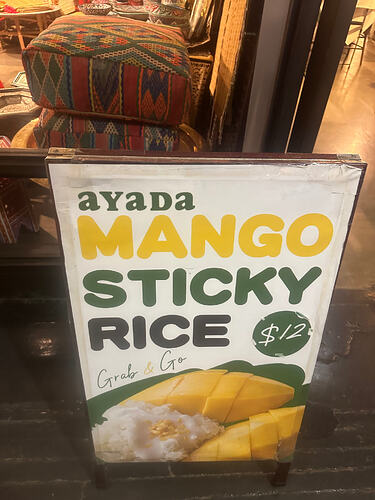 AYADA
MANGO
STICKY
RICE
$12
Grab & Go